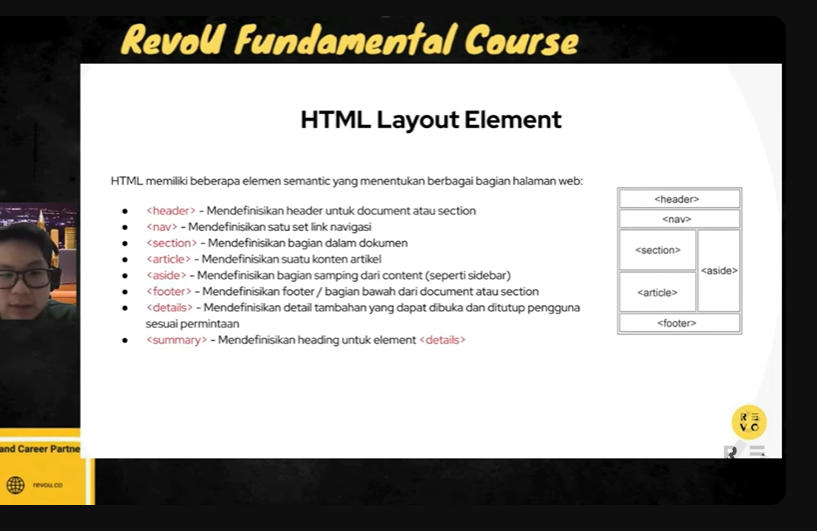 RevoU Fundamental Course
HTML Layout Element
HTML memiliki beberapa elemen semantic yang menentukan berbagai bagian halaman web:
● <header> - Mendefinisikan header untuk document atau section
● <nav> - Mendefinisikan satu set link navigasi
● <section> - Mendefinisikan bagian dalam dokumen
● <article> - Mendefinisikan suatu konten artikel
● <aside> - Mendefinisikan bagian samping dari content (seperti sidebar)
● <footer> - Mendefinisikan footer / bagian bawah dari document atau section
● <details> - Mendefinisikan detail tambahan yang dapat dibuka dan ditutup pengguna
sesuai permintaan
● <summary> - Mendefinisikan heading untuk element <details>
<header>
<nav>
<section>
<aside>
<article>
<footer>
and Career Partne
revou.co